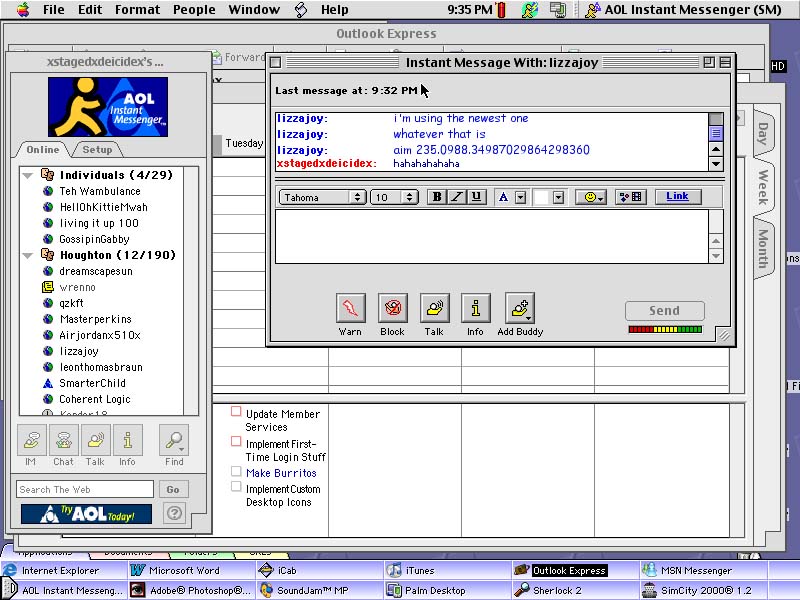 File Edit Format People Window Help 9:35 PM AOL Instant Messenger (SM)
Outlook Express
Forward
HD
xstagedxdeicidex's ...
AOL
Instant
Messenger
Online Setup
Individuals (4/29)
Teh Wambulance
HellOhKittieMwah
living it up 100
GossipinGabby
Houghton (12/190)
dreamscapesun
wrenno
qzkft
Masterperkins
Airjordanx510x
lizzajoy
leonthomasbraun
SmarterChild
Coherent Logic
IM Chat Talk Info Find
Search The Web Go
Try AOL Today! ?
Instant Message With: lizzajoy
Last message at: 9:32 PM
lizzajoy: i'm using the newest one
lizzajoy: whatever that is
lizzajoy: aim 235.0988.34987029864298360
xstagedxdeicidex: hahahahahaha
Tahoma 10 B I U A Link
Warn Block Talk Info Add Buddy
Send
Tuesday
Day
Week
Month
Update Member
Services
Implement First-
Time Login Stuff
Make Burritos
Implement Custom
Desktop Icons
Internet Explorer Microsoft Word iCab iTunes Outlook Express MSN Messenger
AOL Instant Messeng... Adobe® Photoshop®... SoundJam™ MP Palm Desktop Sherlock 2 SimCity 2000® 1.2